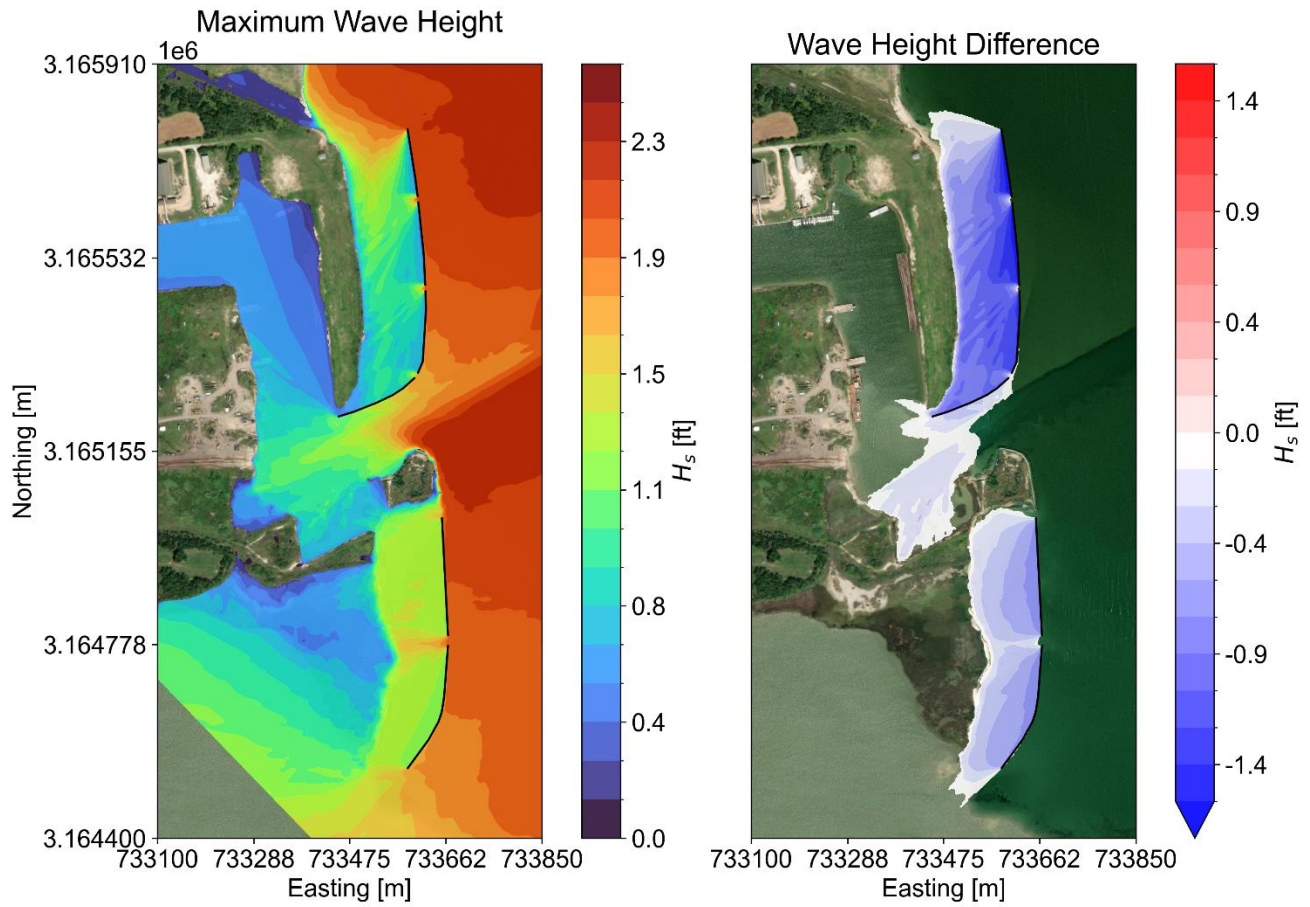 Maximum Wave Height
1e6
3.165910
3.165532
3.165155
3.164778
3.164400
Northing [m]
733100 733288 733475 733662 733850
Easting [m]
2.3
1.9
1.5
1.1
0.8
0.4
0.0
H_s [ft]
Wave Height Difference
733100 733288 733475 733662 733850
Easting [m]
1.4
0.9
0.4
0.0
-0.4
-0.9
-1.4
H_s [ft]